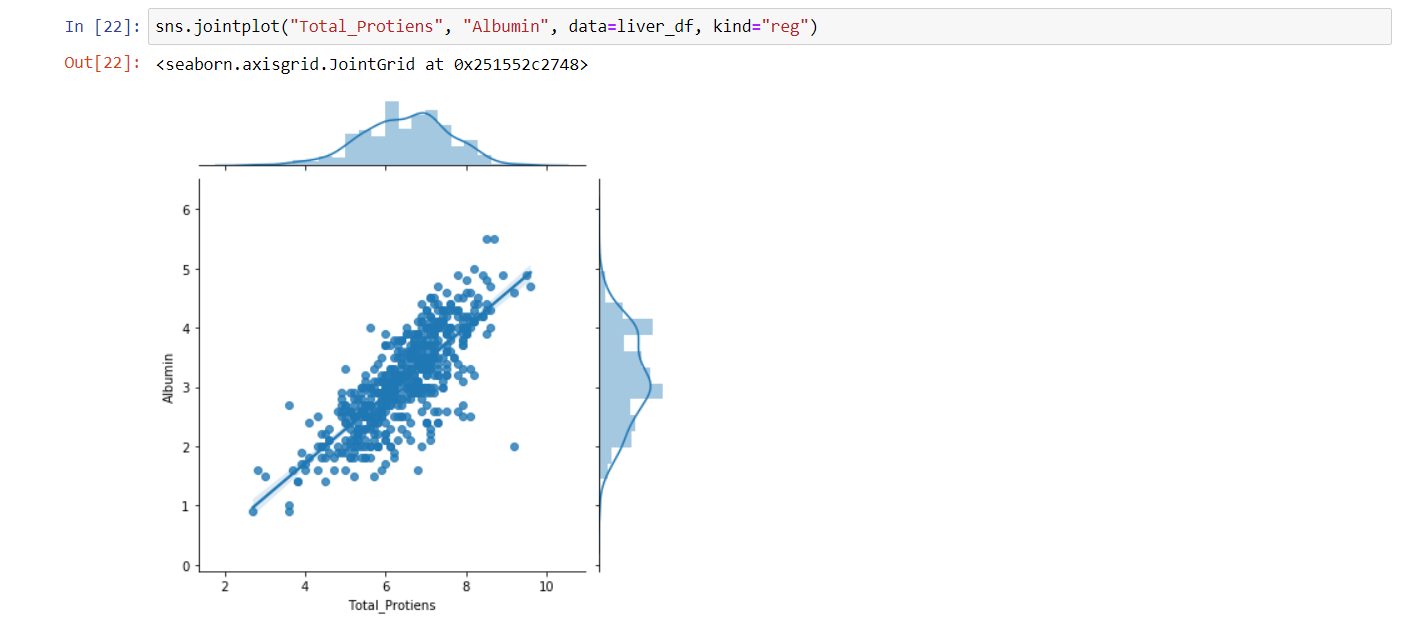 In [22]: sns.jointplot("Total_Protiens", "Albumin", data=liver_df, kind="reg")
Out[22]: <seaborn.axisgrid.JointGrid at 0x251552c2748>
6
5
4
3
2
1
0
Albumin
2 4 6 8 10
Total_Protiens